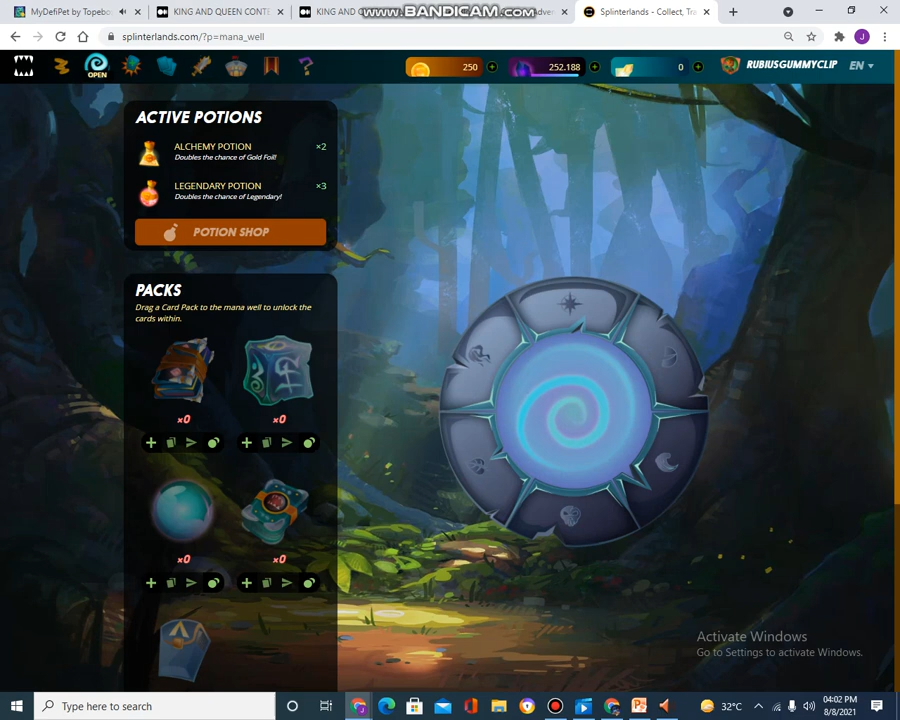 MyDefiPet by Topebo
KING AND QUEEN CONTE
KING AND Q
www.BANDICAM.com
Splinterlands - Collect, Tra
splinterlands.com/?p=mana_well
J
OPEN
250
252.188
0
RUBIUSGUMMYCLIP
EN
ACTIVE POTIONS
ALCHEMY POTION
×2
Doubles the chance of Gold Foil!
LEGENDARY POTION
×3
Doubles the chance of Legendary!
POTION SHOP
PACKS
Drag a Card Pack to the mana well to unlock the
cards within.
×0
×0
×0
×0
Activate Windows
Go to Settings to activate Windows.
Type here to search
32°C
04:02 PM
8/8/2021